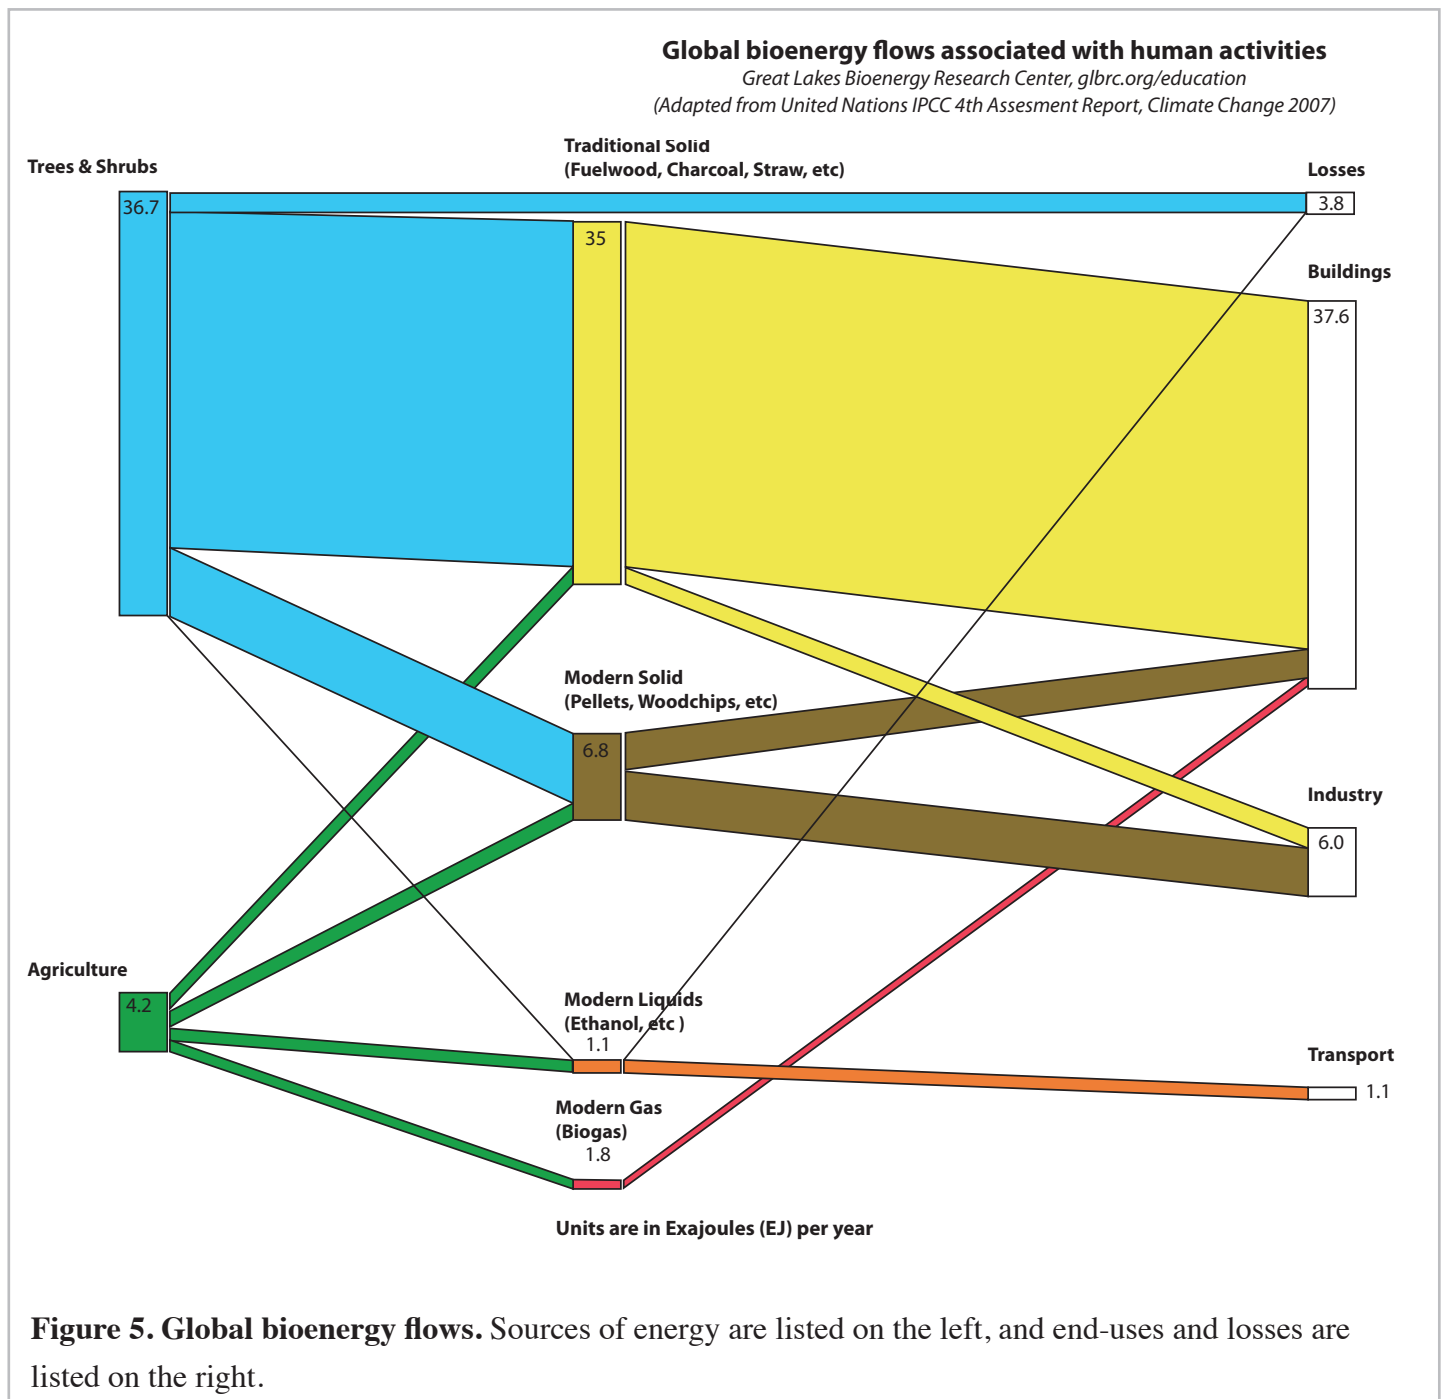 Global bioenergy flows associated with human activities
Great Lakes Bioenergy Research Center, glbrc.org/education
(Adapted from United Nations IPCC 4th Assesment Report, Climate Change 2007)
Traditional Solid
(Fuelwood, Charcoal, Straw, etc)
Trees & Shrubs
Losses
36.7
3.8
35
Buildings
37.6
Modern Solid
(Pellets, Woodchips, etc)
6.8
Industry
6.0
Agriculture
4.2
Modern Liquids
(Ethanol, etc )
1.1
Transport
1.1
Modern Gas
(Biogas)
1.8
Units are in Exajoules (EJ) per year
Figure 5. Global bioenergy flows. Sources of energy are listed on the left, and end-uses and losses are
listed on the right.